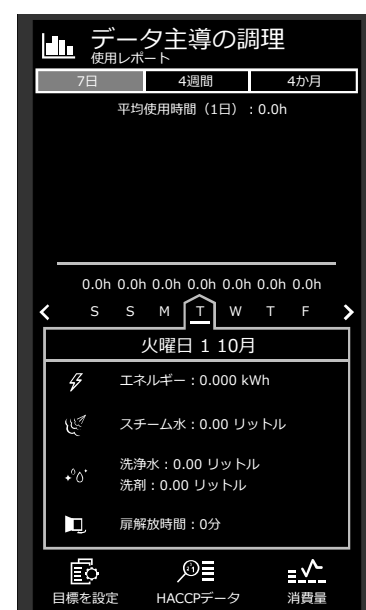 データ主導の調理
使用レポート
7日 4週間 4か月
平均使用時間（1日）：0.0h
0.0h 0.0h 0.0h 0.0h 0.0h 0.0h 0.0h
S S M T W T F
火曜日 1 10月
エネルギー：0.000 kWh
スチーム水：0.00 リットル
洗浄水：0.00 リットル
洗剤：0.00 リットル
扉解放時間：0分
目標を設定 HACCPデータ 消費量